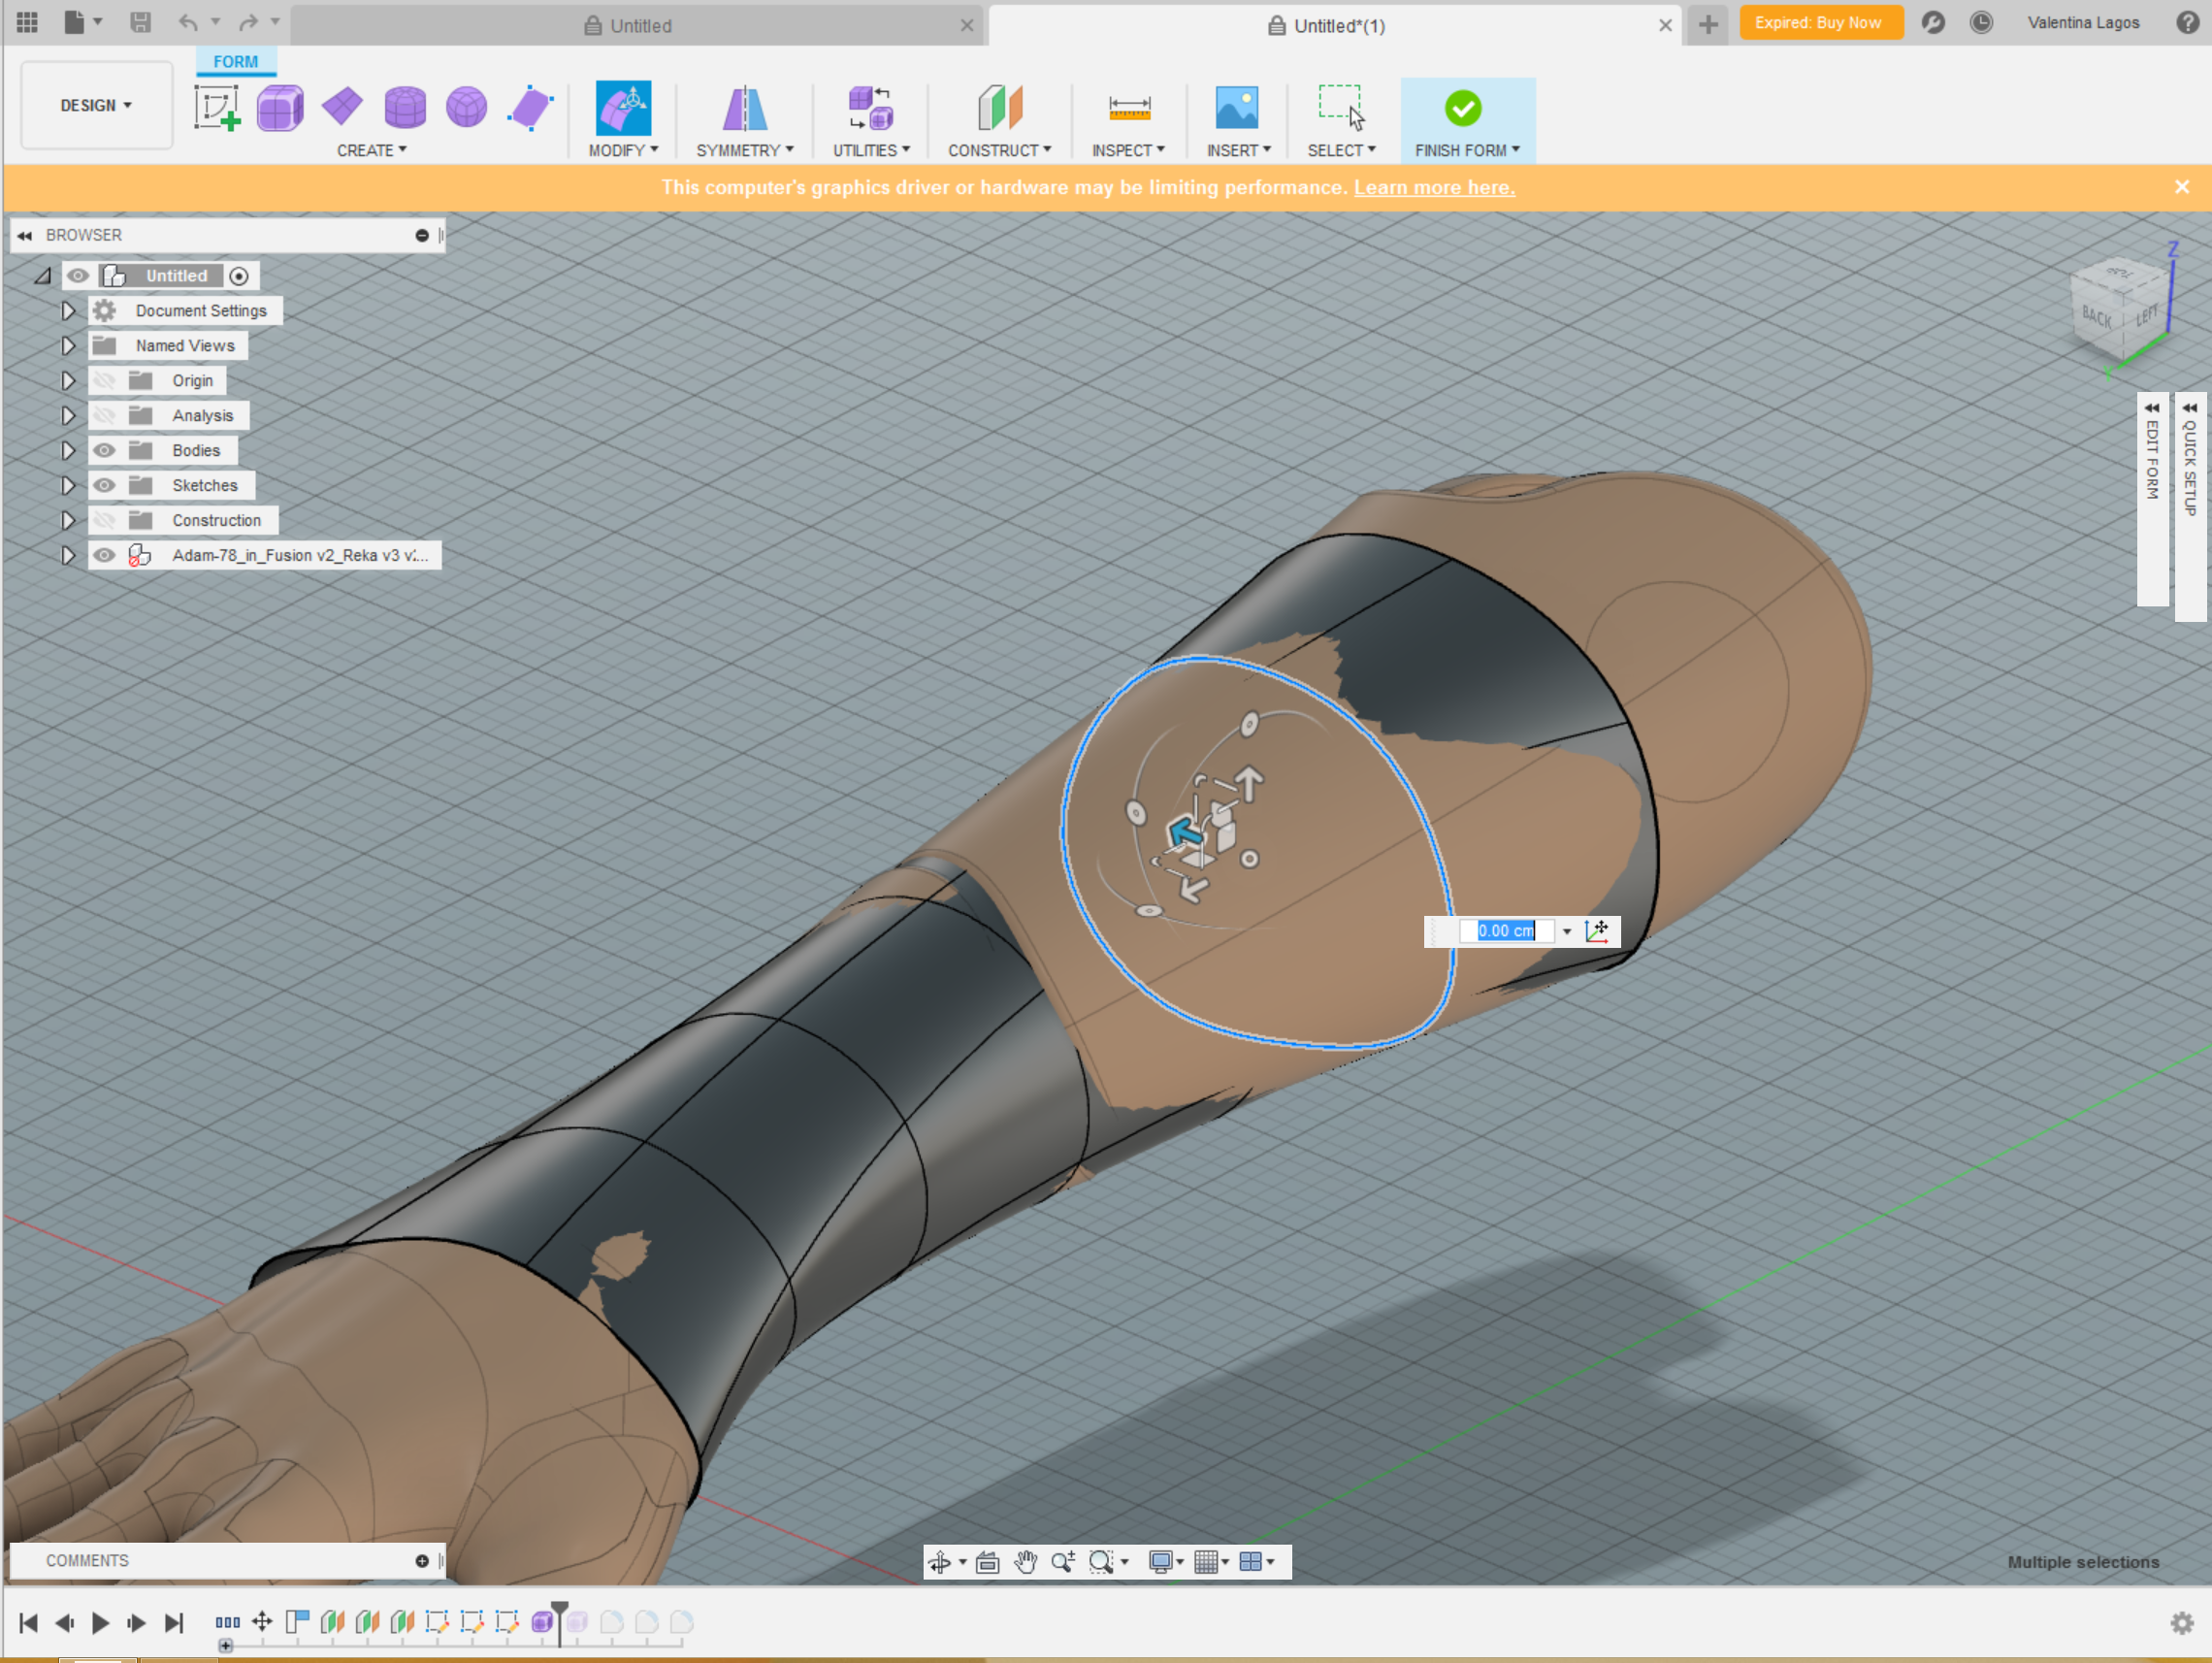 Untitled
Untitled*(1)
Expired: Buy Now
Valentina Lagos
FORM
DESIGN
CREATE
MODIFY
SYMMETRY
UTILITIES
CONSTRUCT
INSPECT
INSERT
SELECT
FINISH FORM
This computer's graphics driver or hardware may be limiting performance. Learn more here.
BROWSER
Untitled
Document Settings
Named Views
Origin
Analysis
Bodies
Sketches
Construction
Adam-78_in_Fusion v2_Reka v3 v:...
Z
TOP
BACK
LEFT
EDIT FORM
QUICK SETUP
0.00 cm
COMMENTS
Multiple selections